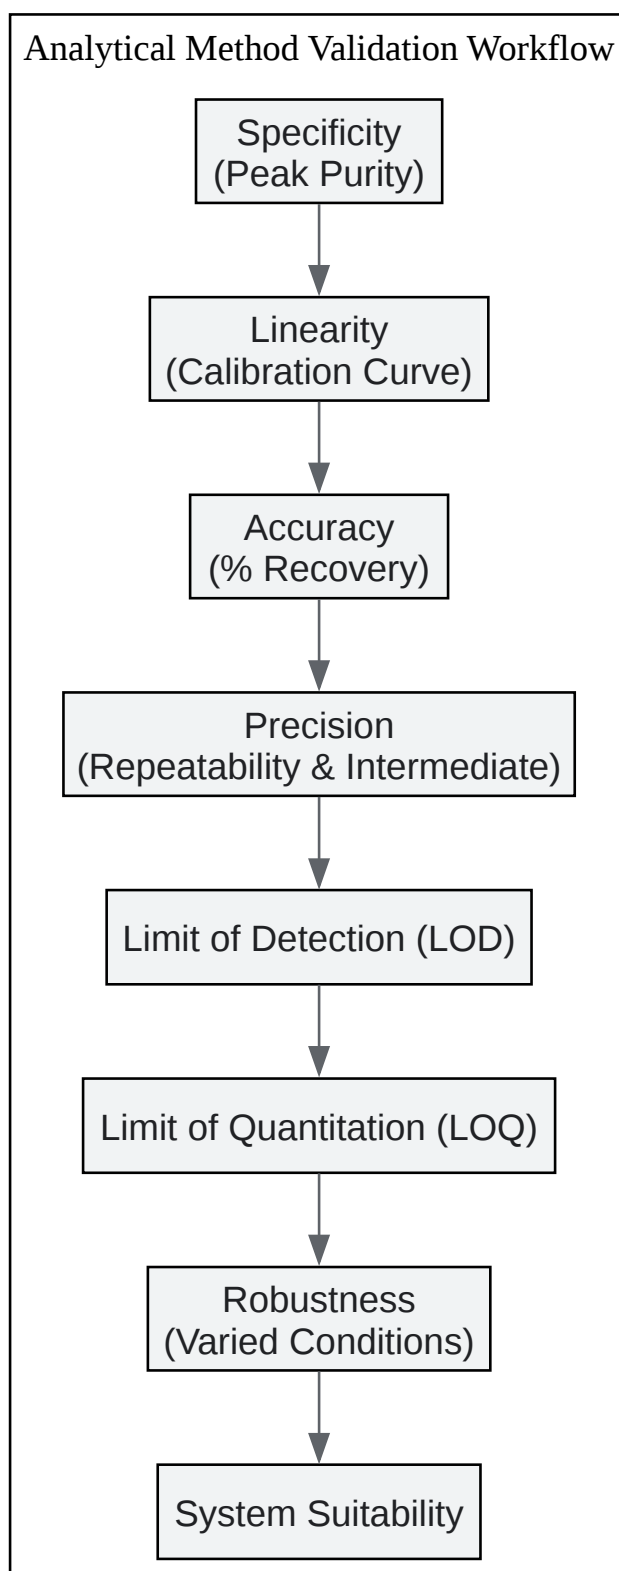 Analytical Method Validation Workflow
Specificity
(Peak Purity)
Linearity
(Calibration Curve)
Accuracy
(% Recovery)
Precision
(Repeatability & Intermediate)
Limit of Detection (LOD)
Limit of Quantitation (LOQ)
Robustness
(Varied Conditions)
System Suitability